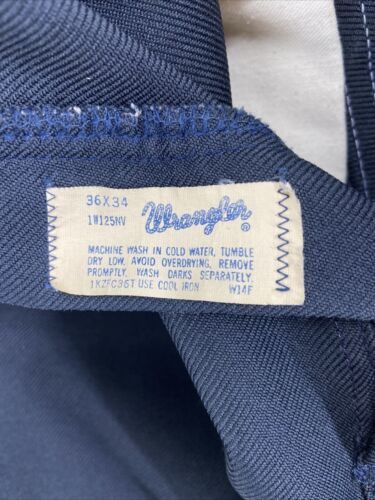 36X34
1W125NV
Wrangler ®
MACHINE WASH IN COLD WATER, TUMBLE
DRY LOW. AVOID OVERDRYING. REMOVE
PROMPTLY. WASH DARKS SEPARATELY.
1KZFC35T USE COOL IRON W14F